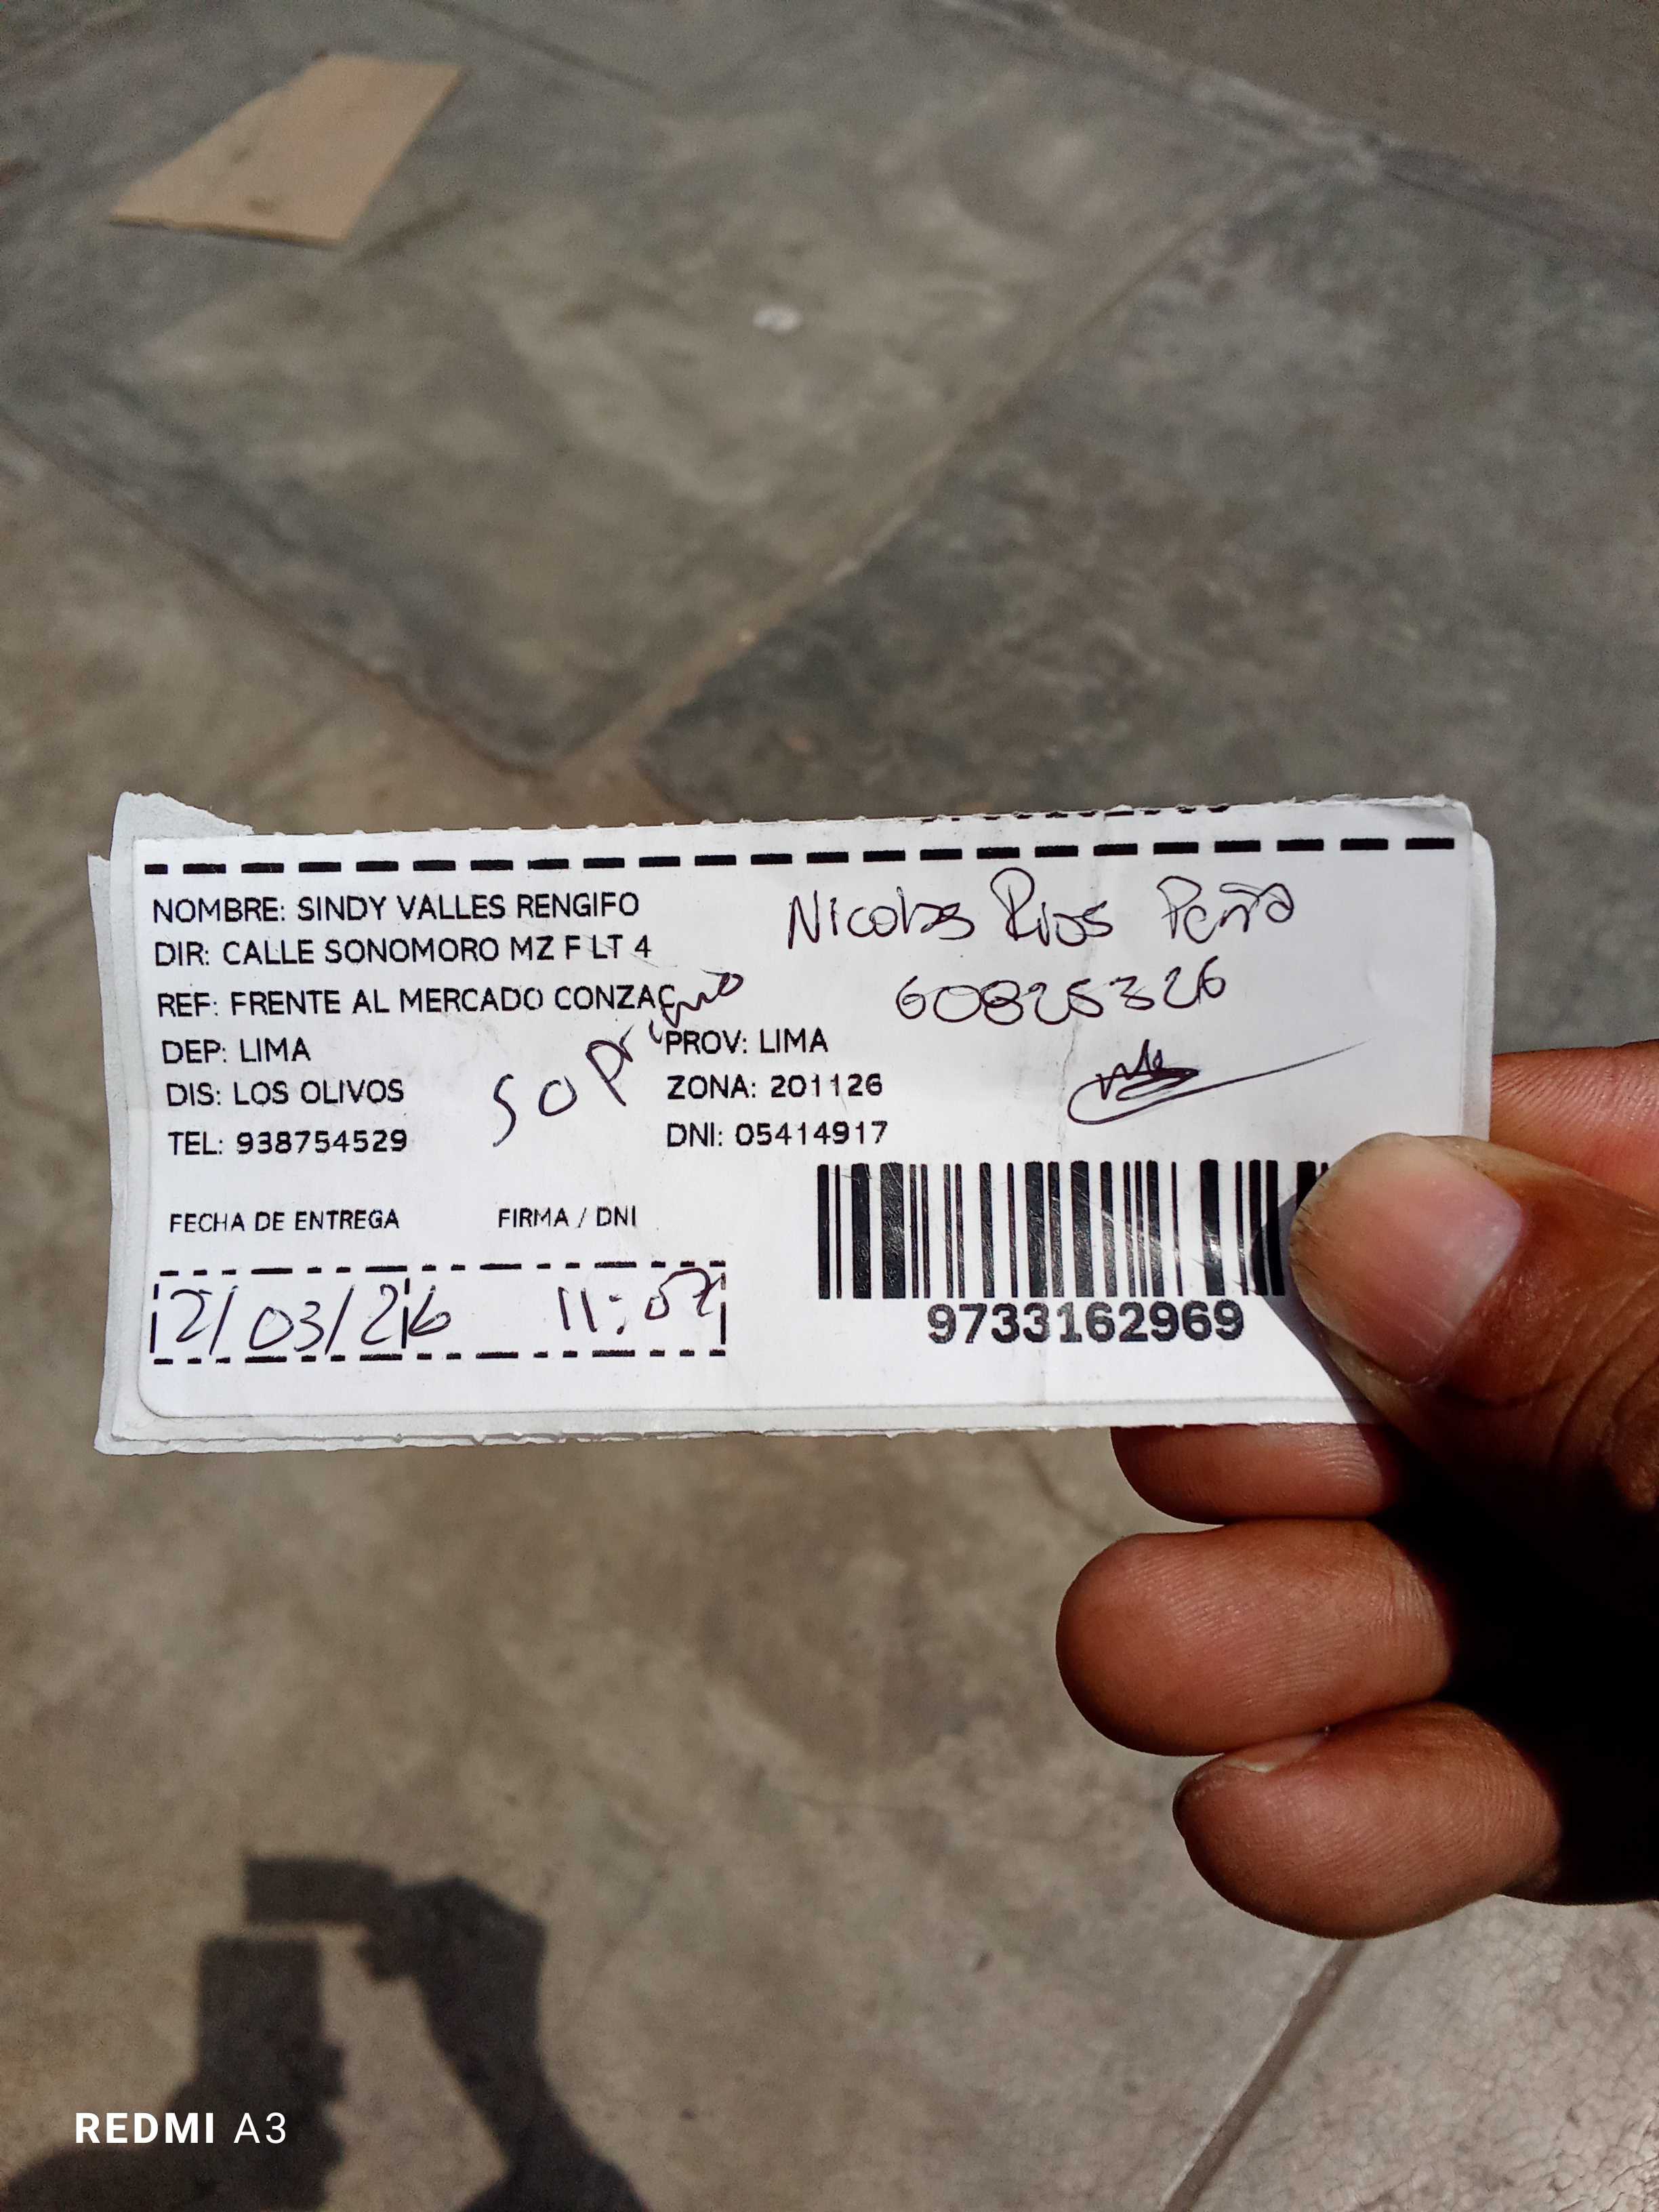 NOMBRE: SINDY VALLES RENGIFO
DIR: CALLE SONOMORO MZ F LT 4
REF: FRENTE AL MERCADO CONZAC
DEP: LIMA
PROV: LIMA
DIS: LOS OLIVOS
ZONA: 201126
TEL: 938754529
DNI: 05414917
Nicolas Rios Peña
60825326
FECHA DE ENTREGA
FIRMA / DNI
2/03/26 11:07
9733162969
REDMI A3